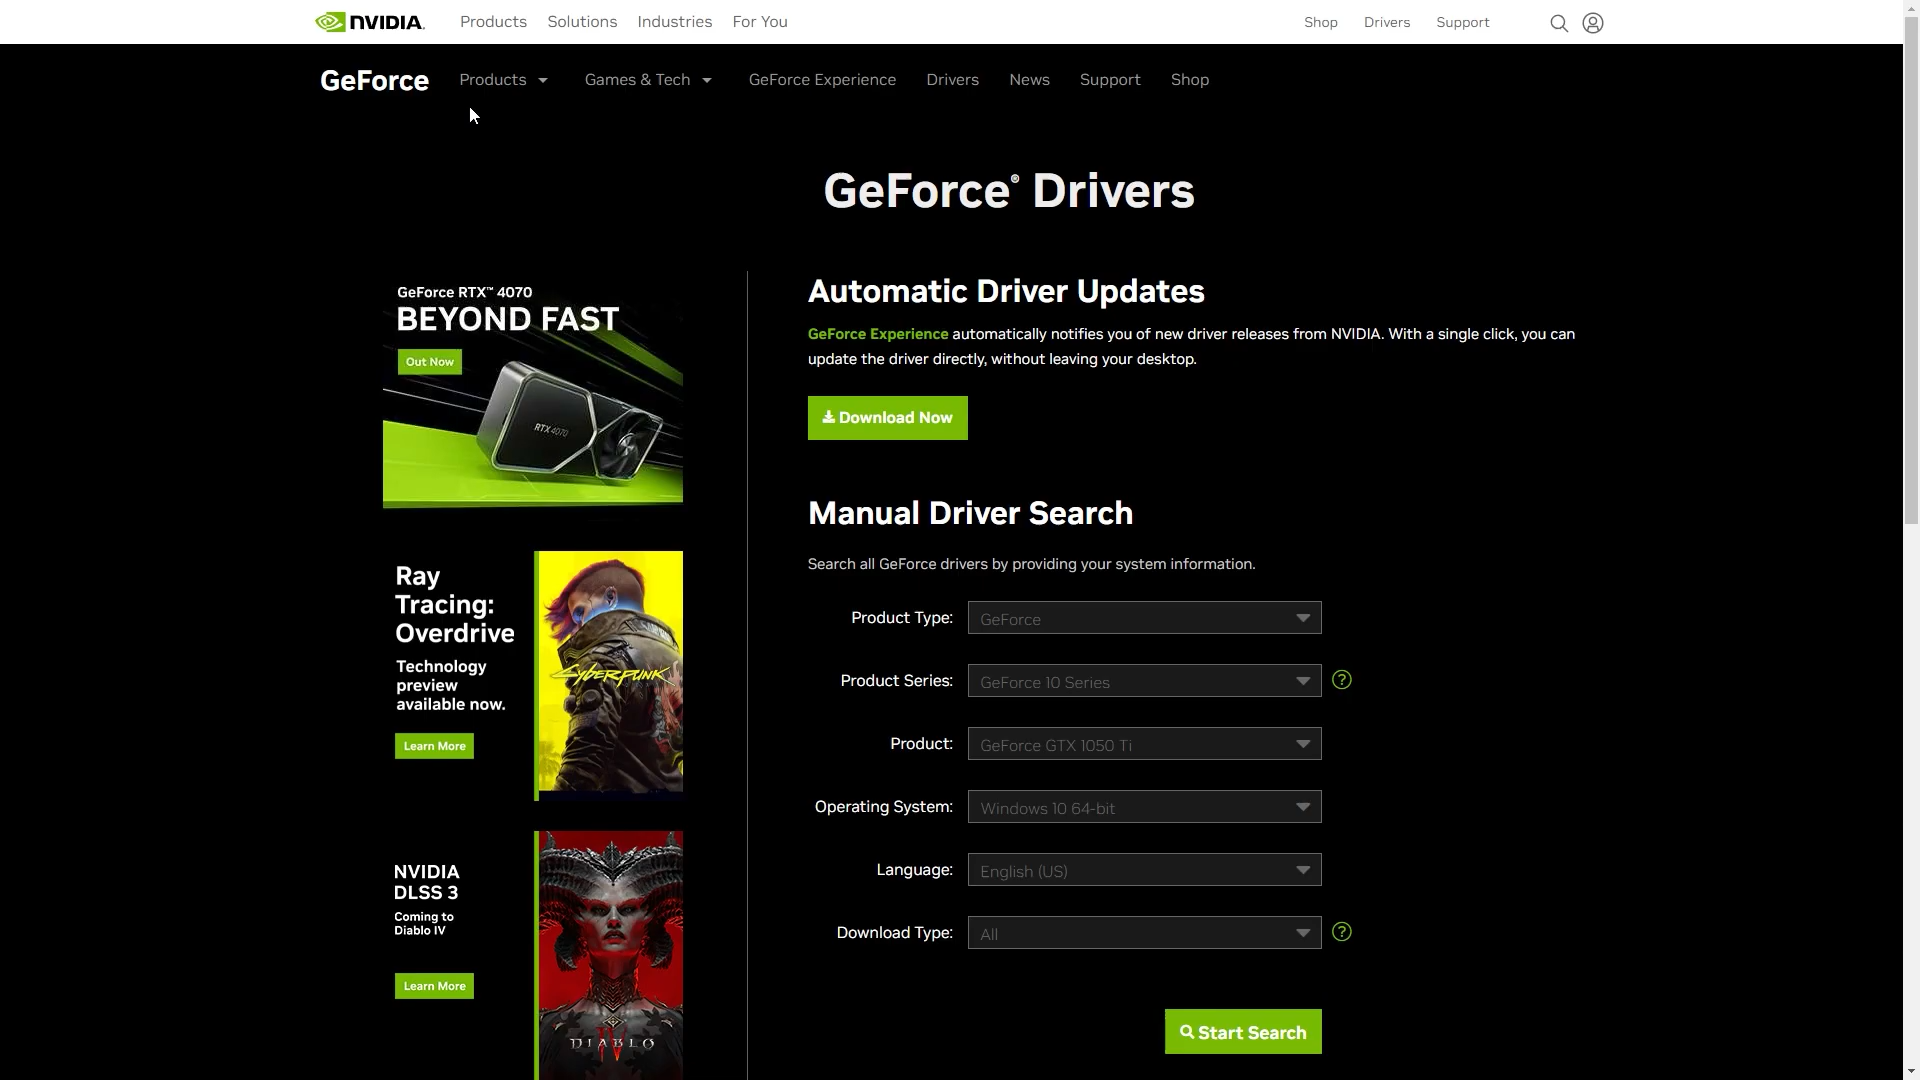 NVIDIA. Products Solutions Industries For You Shop Drivers Support
GeForce Products Games & Tech GeForce Experience Drivers News Support Shop
GeForce® Drivers
GeForce RTX™ 4070
BEYOND FAST
Out Now
RTX 4070
Ray
Tracing:
Overdrive
Technology
preview
available now.
Learn More
CYBERPUNK
NVIDIA
DLSS 3
Coming to
Diablo IV
Learn More
DIABLO
IV
Automatic Driver Updates
GeForce Experience automatically notifies you of new driver releases from NVIDIA. With a single click, you can
update the driver directly, without leaving your desktop.
Download Now
Manual Driver Search
Search all GeForce drivers by providing your system information.
Product Type: GeForce
Product Series: GeForce 10 Series ?
Product: GeForce GTX 1050 Ti
Operating System: Windows 10 64-bit
Language: English (US)
Download Type: All ?
Start Search